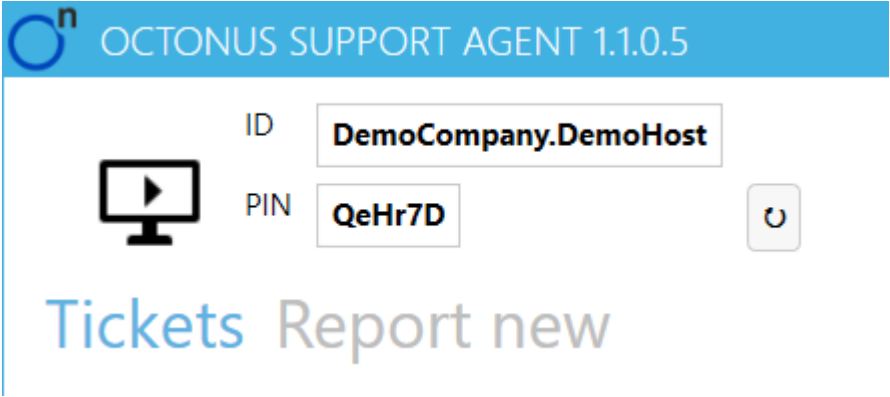 n
OCTONUS SUPPORT AGENT 1.1.0.5
ID DemoCompany.DemoHost
PIN QeHr7D
Tickets Report new